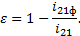 ε = 1 − i₂₁ф / i₂₁.